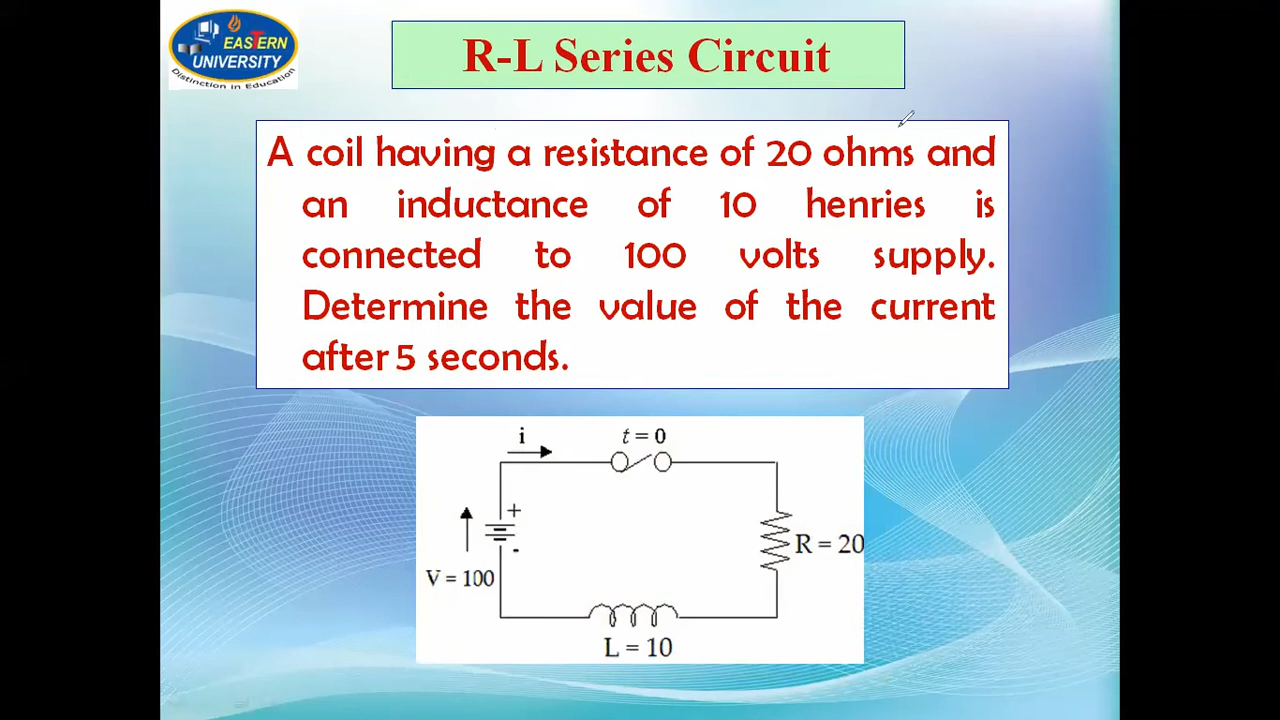 EASTERN
UNIVERSITY
Distinction in Education
R-L Series Circuit
A coil having a resistance of 20 ohms and
an inductance of 10 henries is
connected to 100 volts supply.
Determine the value of the current
after 5 seconds.
i
t = 0
+
-
V = 100
R = 20
L = 10